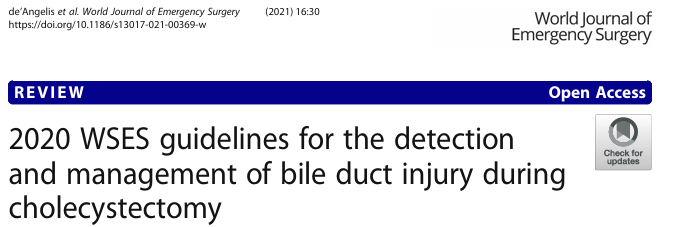 de'Angelis et al. World Journal of Emergency Surgery (2021) 16:30
https://doi.org/10.1186/s13017-021-00369-w
World Journal of
Emergency Surgery
REVIEW Open Access
2020 WSES guidelines for the detection
and management of bile duct injury during
cholecystectomy
Check for
updates